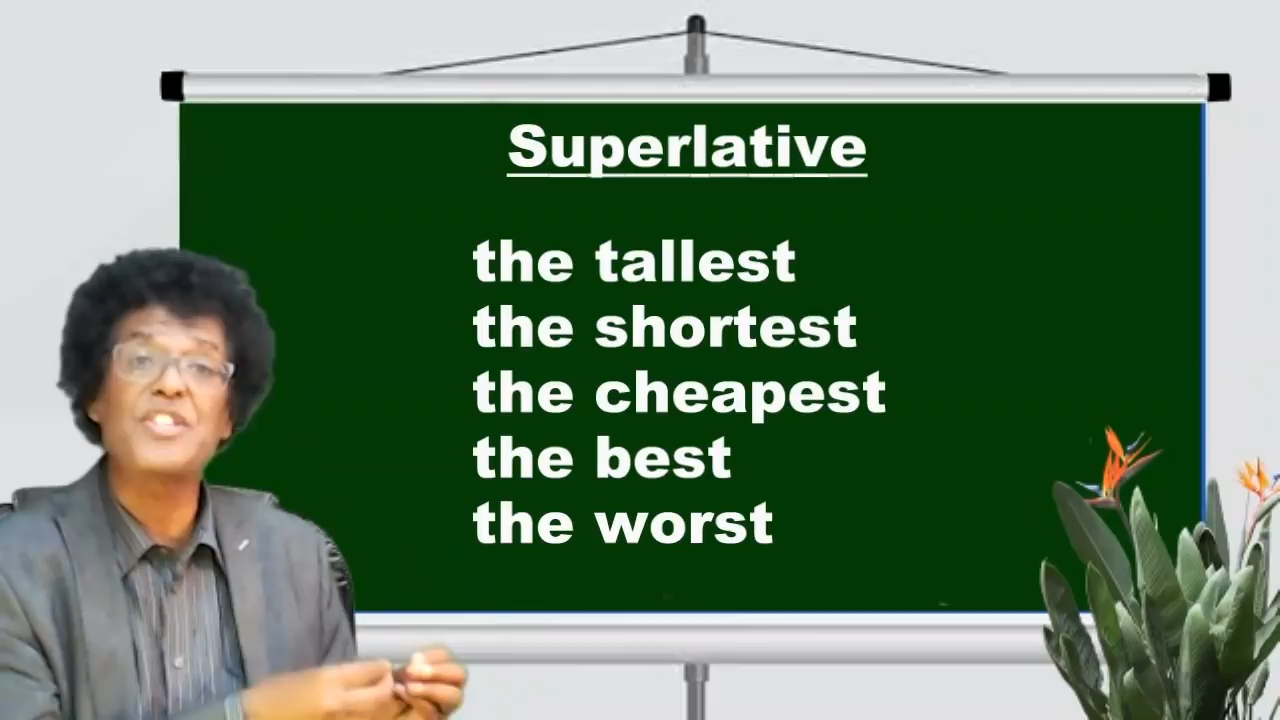 Superlative
the tallest
the shortest
the cheapest
the best
the worst